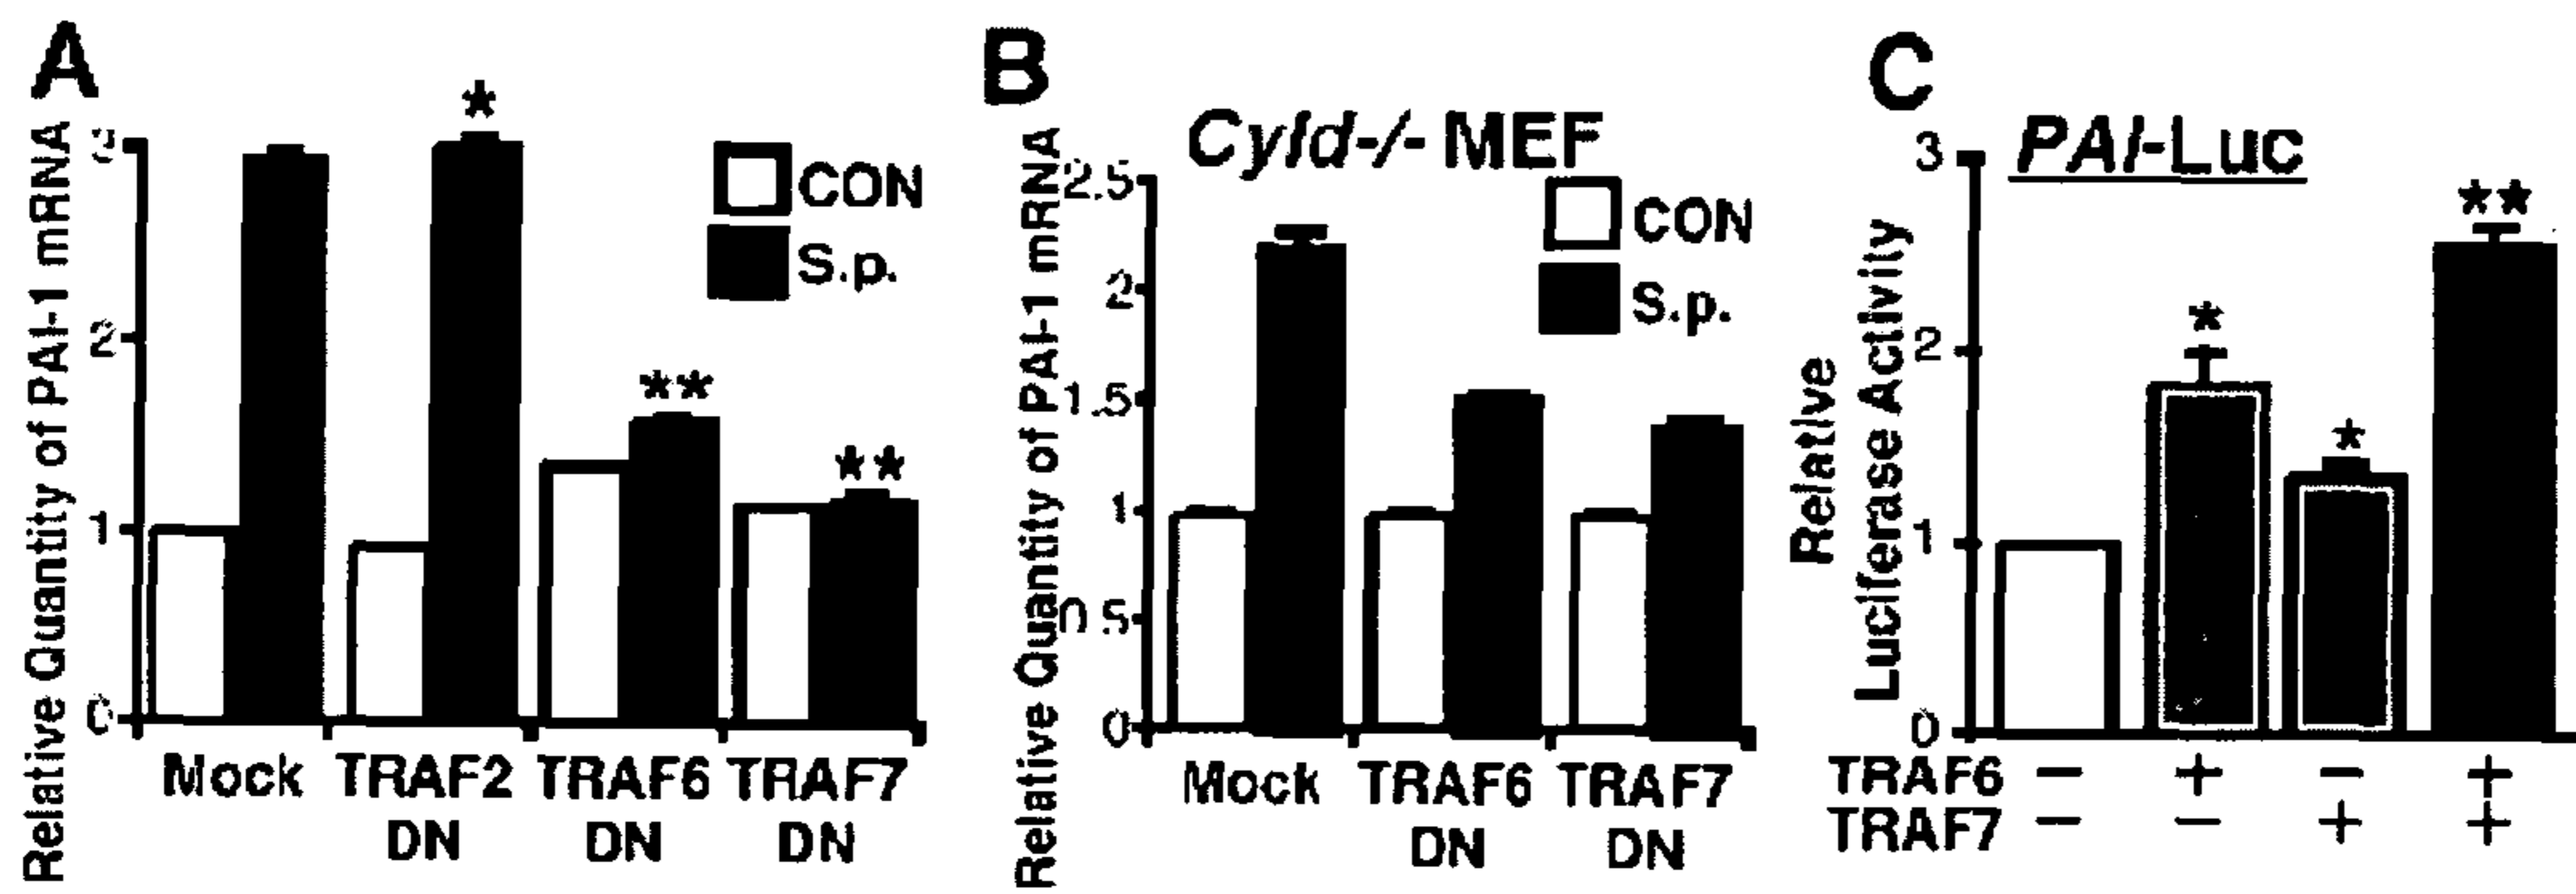 A
Relative Quantity of PAI-1 mRNA
3
2
1
0
*
**
**
CON
S.p.
Mock
TRAF2 DN
TRAF6 DN
TRAF7 DN
B
Cyld-/- MEF
Relative Quantity of PAI-1 mRNA
2.5
2
1.5
1
0.5
0
CON
S.p.
Mock
TRAF6 DN
TRAF7 DN
C
PAI-Luc
Relative
Luciferase Activity
3
2
1
0
*
*
**
TRAF6 − + − +
TRAF7 − − + +